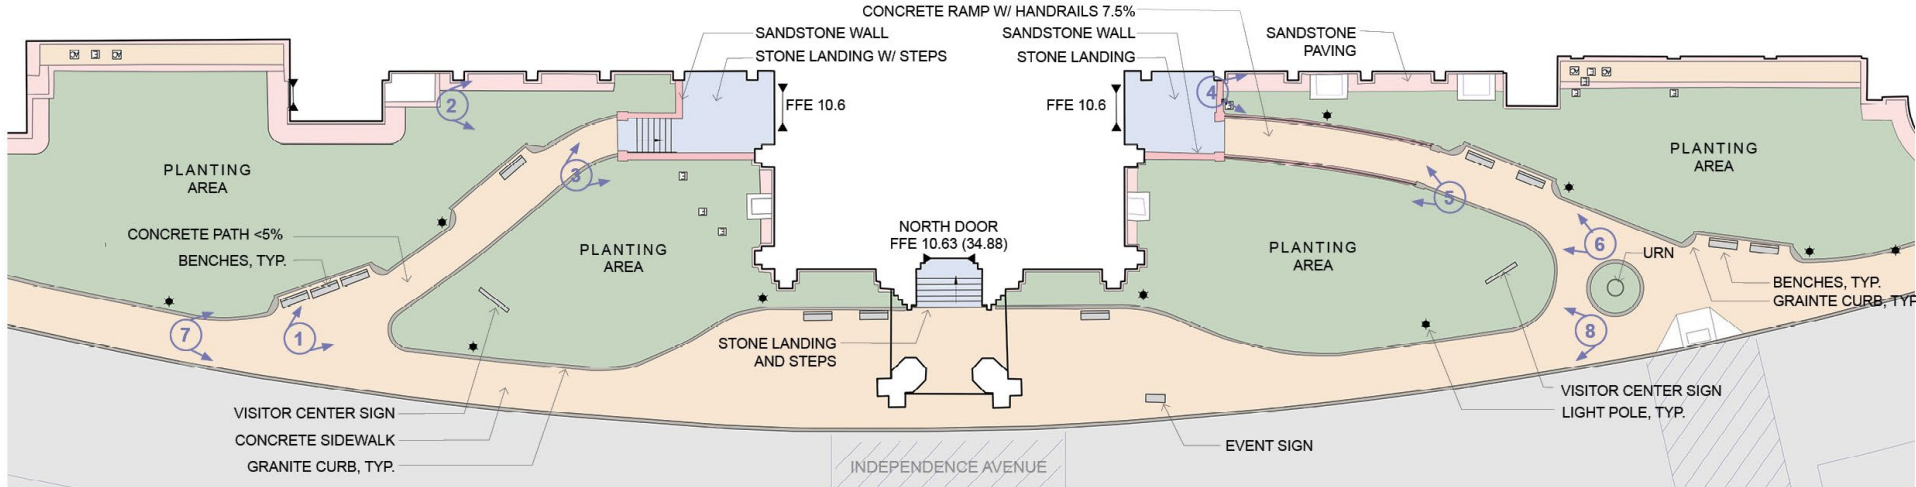 CONCRETE RAMP W/ HANDRAILS 7.5%
SANDSTONE WALL
STONE LANDING W/ STEPS
SANDSTONE WALL
STONE LANDING
SANDSTONE
PAVING
FFE 10.6
FFE 10.6
2
4
3
5
6
7
1
8
PLANTING
AREA
PLANTING
AREA
PLANTING
AREA
PLANTING
AREA
CONCRETE PATH <5%
BENCHES, TYP.
NORTH DOOR
FFE 10.63 (34.88)
URN
BENCHES, TYP.
GRAINTE CURB, TYP
STONE LANDING
AND STEPS
VISITOR CENTER SIGN
CONCRETE SIDEWALK
GRANITE CURB, TYP.
VISITOR CENTER SIGN
LIGHT POLE, TYP.
EVENT SIGN
INDEPENDENCE AVENUE